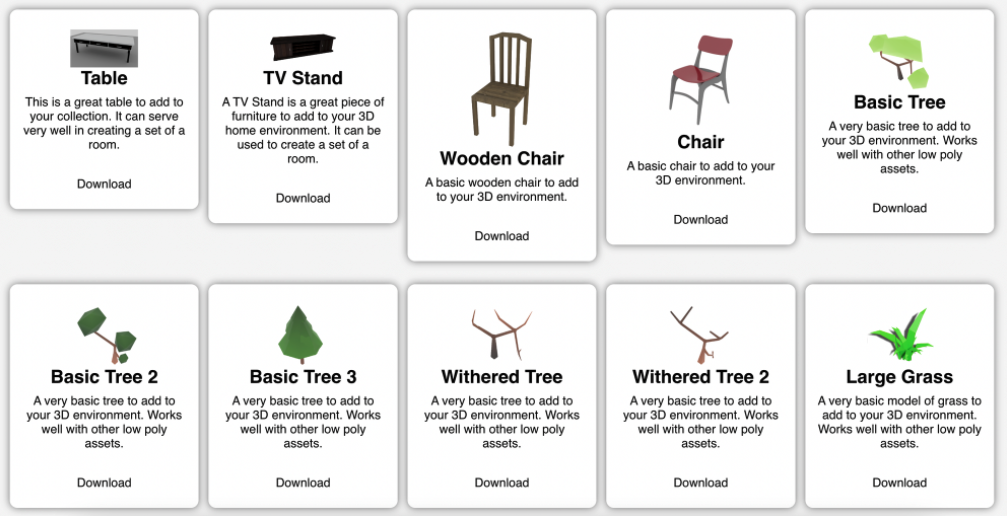 Table
This is a great table to add to
your collection. It can serve
very well in creating a set of a
room.
Download
TV Stand
A TV Stand is a great piece of
furniture to add to your 3D
home environment. It can be
used to create a set of a
room.
Download
Wooden Chair
A basic wooden chair to add
to your 3D environment.
Download
Chair
A basic chair to add to your
3D environment.
Download
Basic Tree
A very basic tree to add to
your 3D environment. Works
well with other low poly
assets.
Download
Basic Tree 2
A very basic tree to add to
your 3D environment. Works
well with other low poly
assets.
Download
Basic Tree 3
A very basic tree to add to
your 3D environment. Works
well with other low poly
assets.
Download
Withered Tree
A very basic tree to add to
your 3D environment. Works
well with other low poly
assets.
Download
Withered Tree 2
A very basic tree to add to
your 3D environment. Works
well with other low poly
assets.
Download
Large Grass
A very basic model of grass to
add to your 3D environment.
Works well with other low poly
assets.
Download